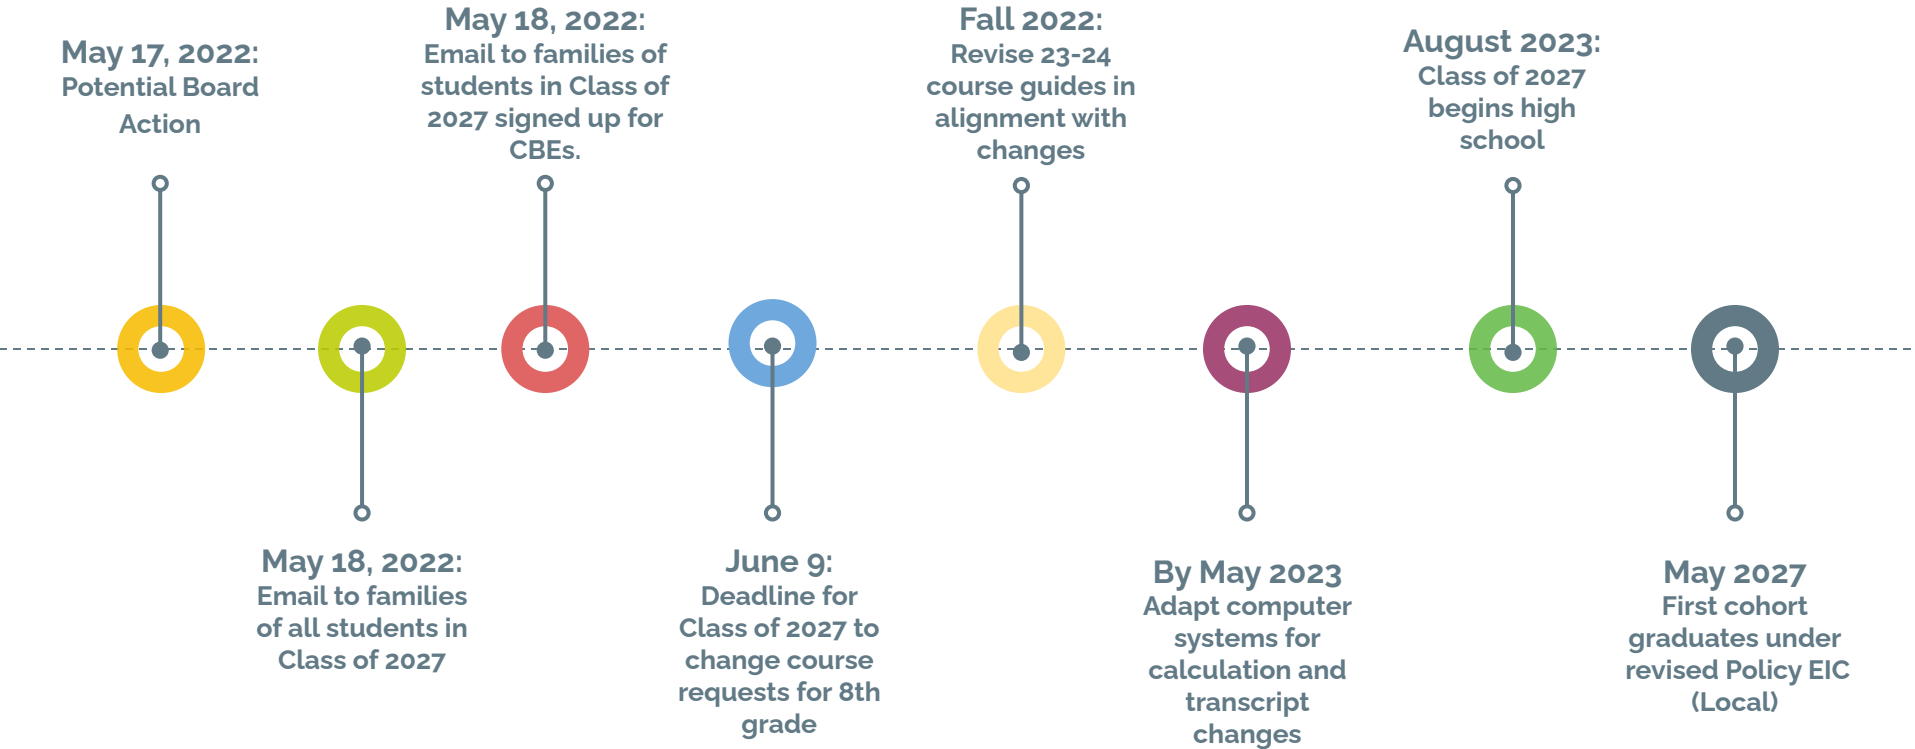 May 17, 2022:
Potential Board
Action
May 18, 2022:
Email to families
of all students in
Class of 2027
May 18, 2022:
Email to families of
students in Class of
2027 signed up for
CBEs.
June 9:
Deadline for
Class of 2027 to
change course
requests for 8th
grade
Fall 2022:
Revise 23-24
course guides in
alignment with
changes
By May 2023
Adapt computer
systems for
calculation and
transcript
changes
August 2023:
Class of 2027
begins high
school
May 2027
First cohort
graduates under
revised Policy EIC
(Local)